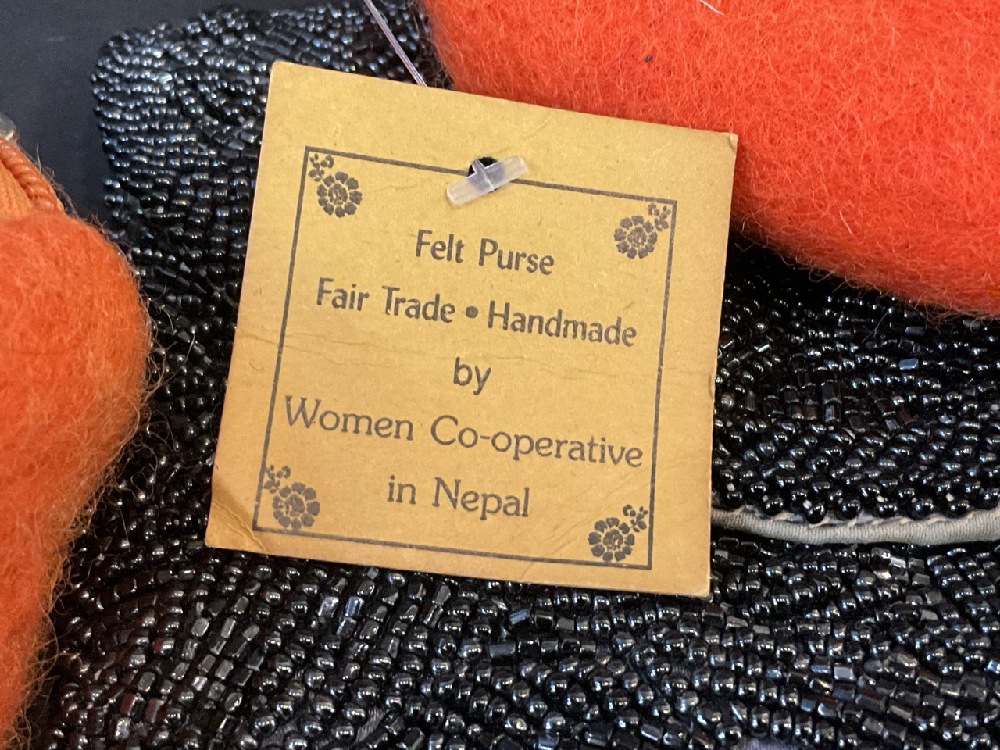 Felt Purse
Fair Trade • Handmade
by
Women Co-operative
in Nepal